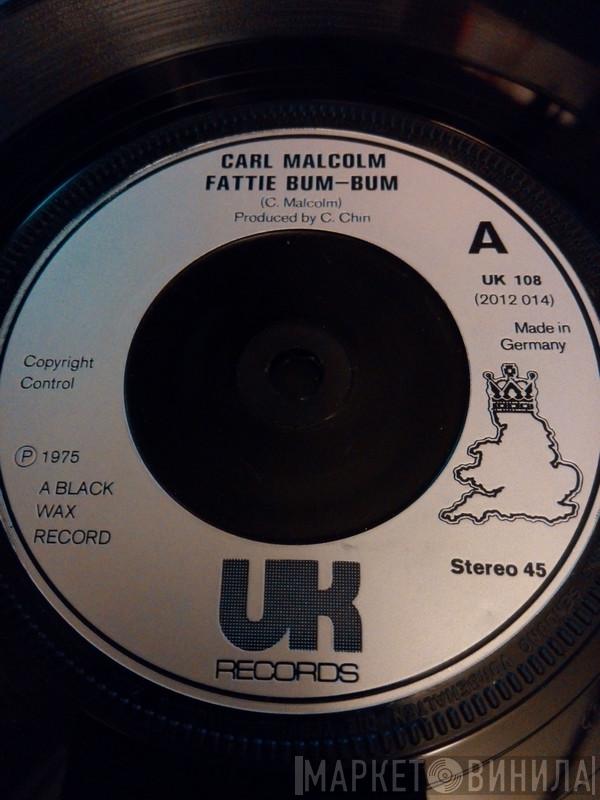 CARL MALCOLM
FATTIE BUM-BUM
(C. Malcolm)
Produced by C. Chin
A
UK 108
(2012 014)
Made in
Germany
Copyright
Control
Ⓟ 1975
A BLACK
WAX
RECORD
Stereo 45
UK
RECORDS
МАРКЕТ ВИНИЛА